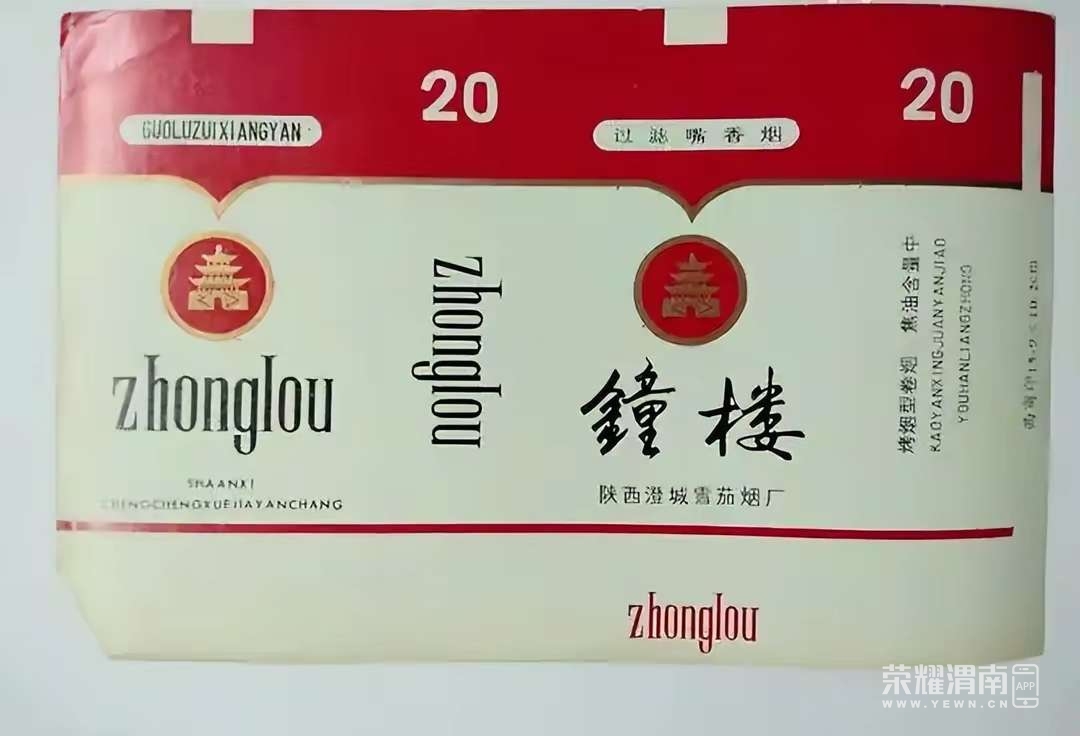 20
20
GUOLUZUIXIANGYAN
过滤嘴香烟
zhonglou
SHAANXI
CHENGCHENGXUEJIAYANCHANG
zhonglou
鐘楼
陕西澄城雪茄烟厂
烤烟型卷烟 焦油含量中
KAOYANXINGJUANYANJIAO
YOUHANLIANGZHONG
zhonglou
荣耀渭南
APP
WWW.YEWN.CN